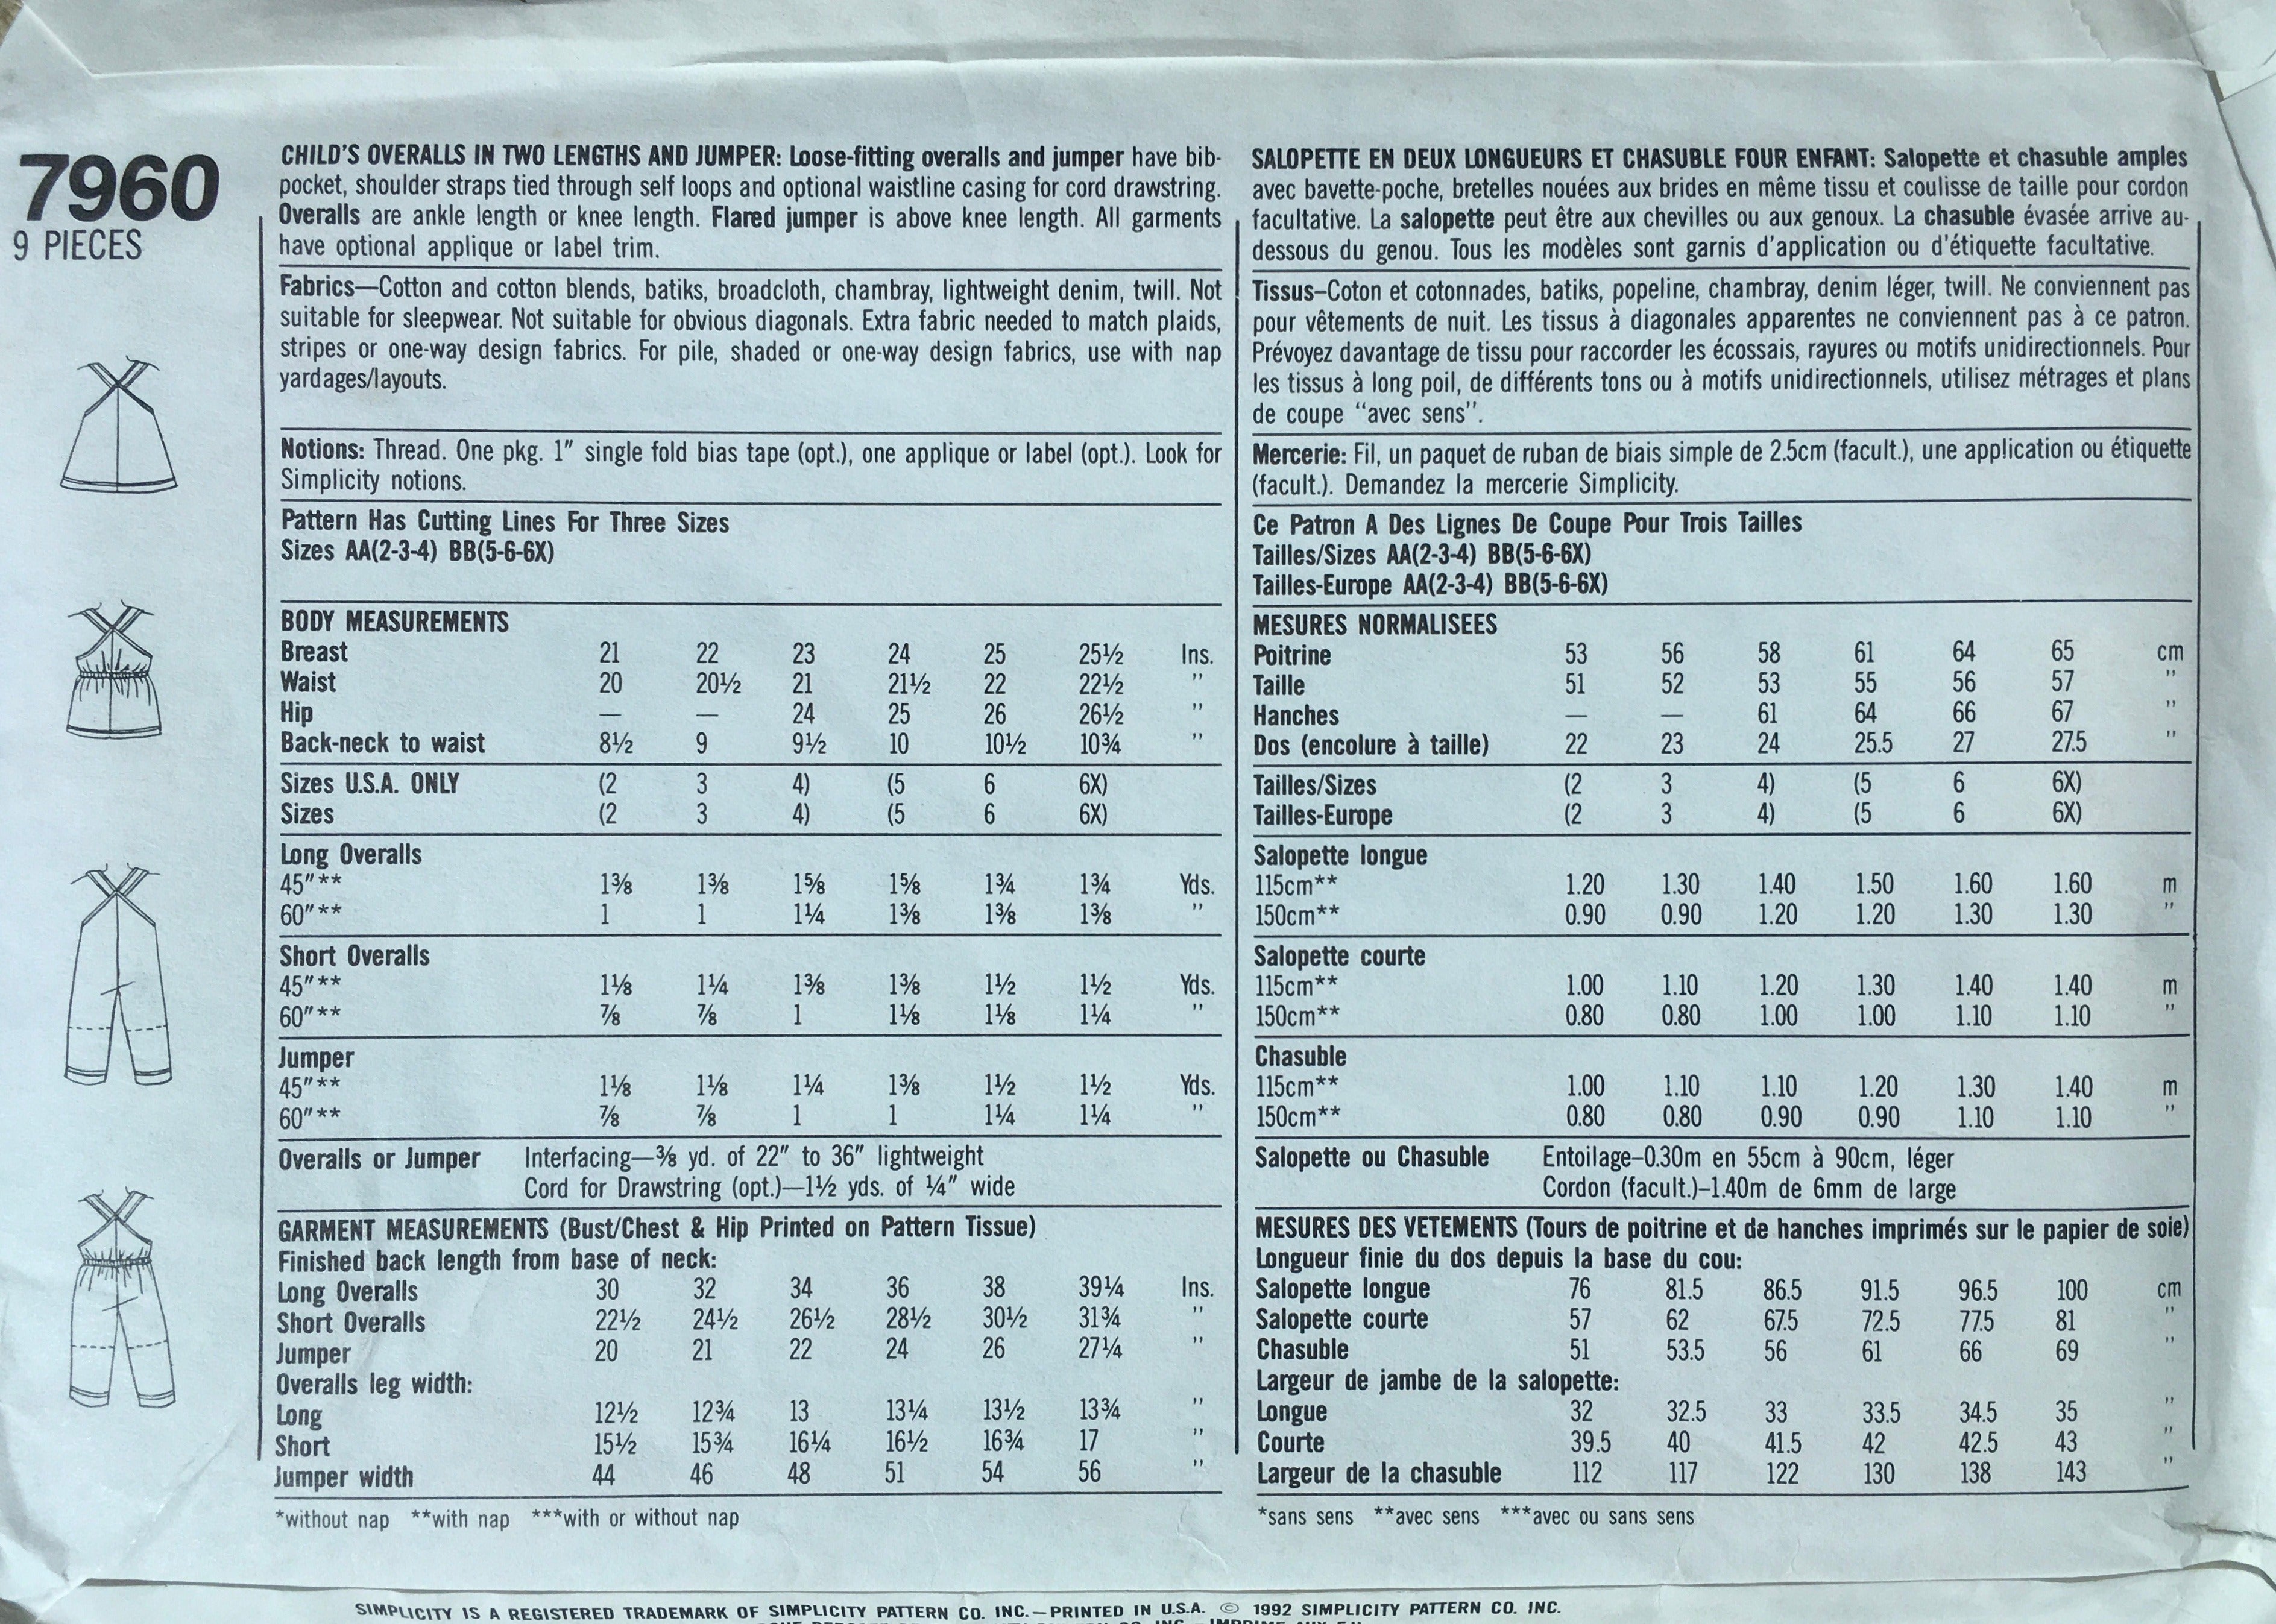 7960
9 PIECES
CHILD'S OVERALLS IN TWO LENGTHS AND JUMPER: Loose-fitting overalls and jumper have bib-
pocket, shoulder straps tied through self loops and optional waistline casing for cord drawstring.
Overalls are ankle length or knee length. Flared jumper is above knee length. All garments
have optional applique or label trim.
Fabrics—Cotton and cotton blends, batiks, broadcloth, chambray, lightweight denim, twill. Not
suitable for sleepwear. Not suitable for obvious diagonals. Extra fabric needed to match plaids,
stripes or one-way design fabrics. For pile, shaded or one-way design fabrics, use with nap
yardages/layouts.
Notions: Thread. One pkg. 1" single fold bias tape (opt.), one applique or label (opt.). Look for
Simplicity notions.
Pattern Has Cutting Lines For Three Sizes
Sizes AA(2-3-4) BB(5-6-6X)
BODY MEASUREMENTS
Breast 21 22 23 24 25 25½ Ins.
Waist 20 20½ 21 21½ 22 22½ "
Hip — — 24 25 26 26½ "
Back-neck to waist 8½ 9 9½ 10 10½ 10¾ "
Sizes U.S.A. ONLY (2 3 4) (5 6 6X)
Sizes (2 3 4) (5 6 6X)
Long Overalls
45"** 1⅜ 1⅜ 1⅝ 1⅝ 1¾ 1¾ Yds.
60"** 1 1 1¼ 1⅜ 1⅜ 1⅜ "
Short Overalls
45"** 1⅛ 1¼ 1⅜ 1⅜ 1½ 1½ Yds.
60"** ⅞ ⅞ 1 1⅛ 1⅛ 1¼ "
Jumper
45"** 1⅛ 1⅛ 1¼ 1⅜ 1½ 1½ Yds.
60"** ⅞ ⅞ 1 1 1¼ 1¼ "
Overalls or Jumper Interfacing—⅜ yd. of 22" to 36" lightweight
Cord for Drawstring (opt.)—1½ yds. of ¼" wide
GARMENT MEASUREMENTS (Bust/Chest & Hip Printed on Pattern Tissue)
Finished back length from base of neck:
Long Overalls 30 32 34 36 38 39¼ Ins.
Short Overalls 22½ 24½ 26½ 28½ 30½ 31¾ "
Jumper 20 21 22 24 26 27¼ "
Overalls leg width:
Long 12½ 12¾ 13 13¼ 13½ 13¾ "
Short 15½ 15¾ 16¼ 16½ 16¾ 17 "
Jumper width 44 46 48 51 54 56 "
*without nap **with nap ***with or without nap
SALOPETTE EN DEUX LONGUEURS ET CHASUBLE FOUR ENFANT: Salopette et chasuble amples
avec bavette-poche, bretelles nouées aux brides en même tissu et coulisse de taille pour cordon
facultative. La salopette peut être aux chevilles ou aux genoux. La chasuble évasée arrive au-
dessous du genou. Tous les modèles sont garnis d'application ou d'étiquette facultative.
Tissus–Coton et cotonnades, batiks, popeline, chambray, denim léger, twill. Ne conviennent pas
pour vêtements de nuit. Les tissus à diagonales apparentes ne conviennent pas à ce patron.
Prévoyez davantage de tissu pour raccorder les écossais, rayures ou motifs unidirectionnels. Pour
les tissus à long poil, de différents tons ou à motifs unidirectionnels, utilisez métrages et plans
de coupe "avec sens".
Mercerie: Fil, un paquet de ruban de biais simple de 2.5cm (facult.), une application ou étiquette
(facult.). Demandez la mercerie Simplicity.
Ce Patron A Des Lignes De Coupe Pour Trois Tailles
Tailles/Sizes AA(2-3-4) BB(5-6-6X)
Tailles-Europe AA(2-3-4) BB(5-6-6X)
MESURES NORMALISEES
Poitrine 53 56 58 61 64 65 cm
Taille 51 52 53 55 56 57 "
Hanches — — 61 64 66 67 "
Dos (encolure à taille) 22 23 24 25.5 27 27.5 "
Tailles/Sizes (2 3 4) (5 6 6X)
Tailles-Europe (2 3 4) (5 6 6X)
Salopette longue
115cm** 1.20 1.30 1.40 1.50 1.60 1.60 m
150cm** 0.90 0.90 1.20 1.20 1.30 1.30 "
Salopette courte
115cm** 1.00 1.10 1.20 1.30 1.40 1.40 m
150cm** 0.80 0.80 1.00 1.00 1.10 1.10 "
Chasuble
115cm** 1.00 1.10 1.10 1.20 1.30 1.40 m
150cm** 0.80 0.80 0.90 0.90 1.10 1.10 "
Salopette ou Chasuble Entoilage–0.30m en 55cm à 90cm, léger
Cordon (facult.)–1.40m de 6mm de large
MESURES DES VETEMENTS (Tours de poitrine et de hanches imprimés sur le papier de soie)
Longueur finie du dos depuis la base du cou:
Salopette longue 76 81.5 86.5 91.5 96.5 100 cm
Salopette courte 57 62 67.5 72.5 77.5 81 "
Chasuble 51 53.5 56 61 66 69 "
Largeur de jambe de la salopette:
Longue 32 32.5 33 33.5 34.5 35 "
Courte 39.5 40 41.5 42 42.5 43 "
Largeur de la chasuble 112 117 122 130 138 143 "
*sans sens **avec sens ***avec ou sans sens
SIMPLICITY IS A REGISTERED TRADEMARK OF SIMPLICITY PATTERN CO. INC.—PRINTED IN U.S.A. © 1992 SIMPLICITY PATTERN CO. INC.